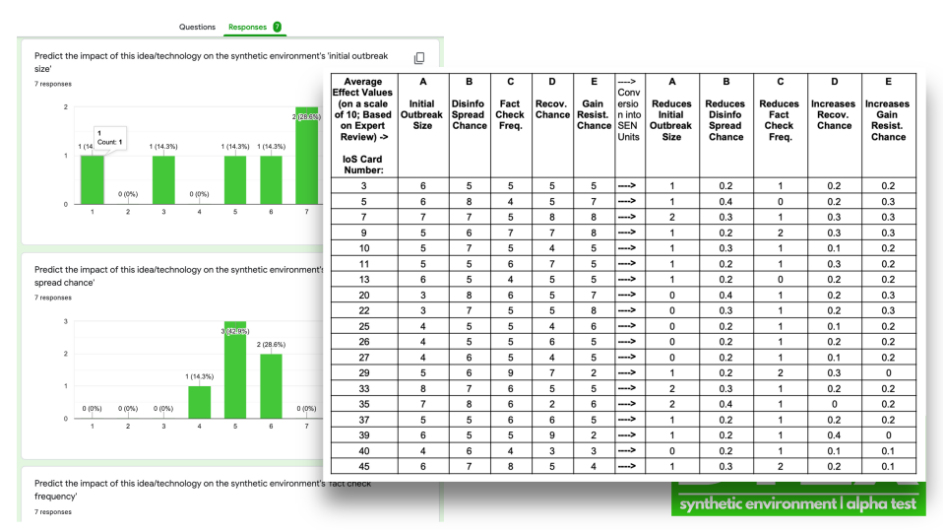 Questions Responses 7
Predict the impact of this idea/technology on the synthetic environment's 'initial outbreak
size'
7 responses
2
1
0
1 (14.
1
Count: 1
0 (0%)
1 (14.3%)
0 (0%)
1 (14.3%)
1 (14.3%)
2 (28.6%)
1 2 3 4 5 6 7
Predict the impact of this idea/technology on the synthetic environment's
spread chance'
7 responses
3
2
1
0
0 (0%)
0 (0%)
0 (0%)
1 (14.3%)
3 (42.9%)
2 (28.6%)
0 (0%)
1 2 3 4 5 6 7
Predict the impact of this idea/technology on the synthetic environment's 'fact check
frequency'
7 responses
Average A B C D E ----> A B C D E
Effect Values Conv
(on a scale Initial Disinfo Fact Recov. Gain ersio Reduces Reduces Reduces Increases Increases
of 10; Based Outbreak Spread Check Chance Resist. n into Initial Disinfo Fact Recov. Gain
on Expert Size Chance Freq. Chance SEN Outbreak Spread Check Chance Resist.
Review) -> Units Size Chance Freq. Chance
IoS Card
Number:
3 6 5 5 5 5 ----> 1 0.2 1 0.2 0.2
5 6 8 4 5 7 ----> 1 0.4 0 0.2 0.3
7 7 7 5 8 8 ----> 2 0.3 1 0.3 0.3
9 5 6 7 7 8 ----> 1 0.2 2 0.3 0.3
10 5 7 5 4 5 ----> 1 0.3 1 0.1 0.2
11 5 5 6 7 5 ----> 1 0.2 1 0.3 0.2
13 6 5 4 5 5 ----> 1 0.2 0 0.2 0.2
20 3 8 6 5 7 ----> 0 0.4 1 0.2 0.3
22 3 7 5 5 8 ----> 0 0.3 1 0.2 0.3
25 4 5 5 4 6 ----> 0 0.2 1 0.1 0.2
26 4 5 5 6 5 ----> 0 0.2 1 0.2 0.2
27 4 6 5 4 5 ----> 0 0.2 1 0.1 0.2
29 5 6 9 7 2 ----> 1 0.2 2 0.3 0
33 8 7 6 5 5 ----> 2 0.3 1 0.2 0.2
35 7 8 6 2 6 ----> 2 0.4 1 0 0.2
37 5 5 6 6 5 ----> 1 0.2 1 0.2 0.2
39 6 5 5 9 2 ----> 1 0.2 1 0.4 0
40 4 6 4 3 3 ----> 0 0.2 1 0.1 0.1
45 6 7 8 5 4 ----> 1 0.3 2 0.2 0.1
synthetic environment | alpha test